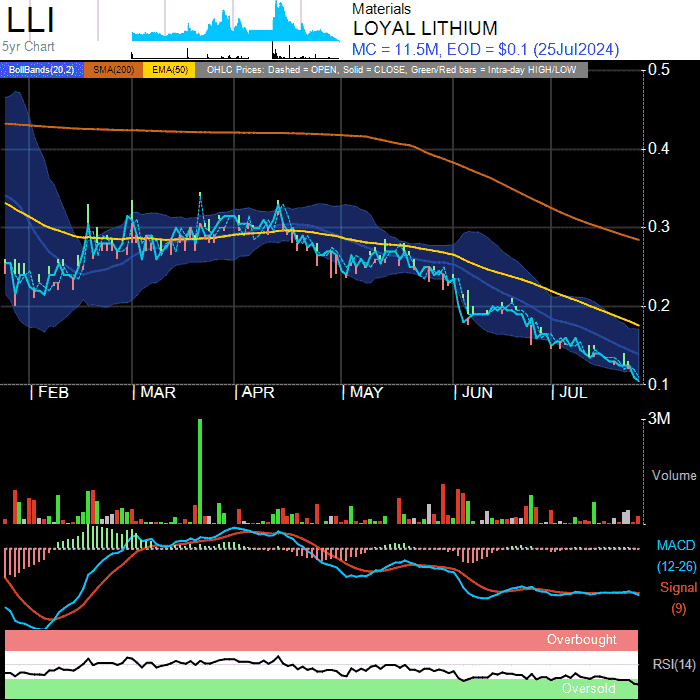 LLI
5yr Chart
Materials
LOYAL LITHIUM
MC = 11.5M, EOD = $0.1 (25Jul2024)
BollBands(20,2) SMA(200) EMA(50) OHLC Prices: Dashed = OPEN, Solid = CLOSE, Green/Red bars = Intra-day HIGH/LOW
0.5
0.4
0.3
0.2
0.1
| FEB | MAR | APR | MAY | JUN | JUL
3M
Volume
MACD
(12-26)
Signal
(9)
Overbought
RSI(14)
Oversold